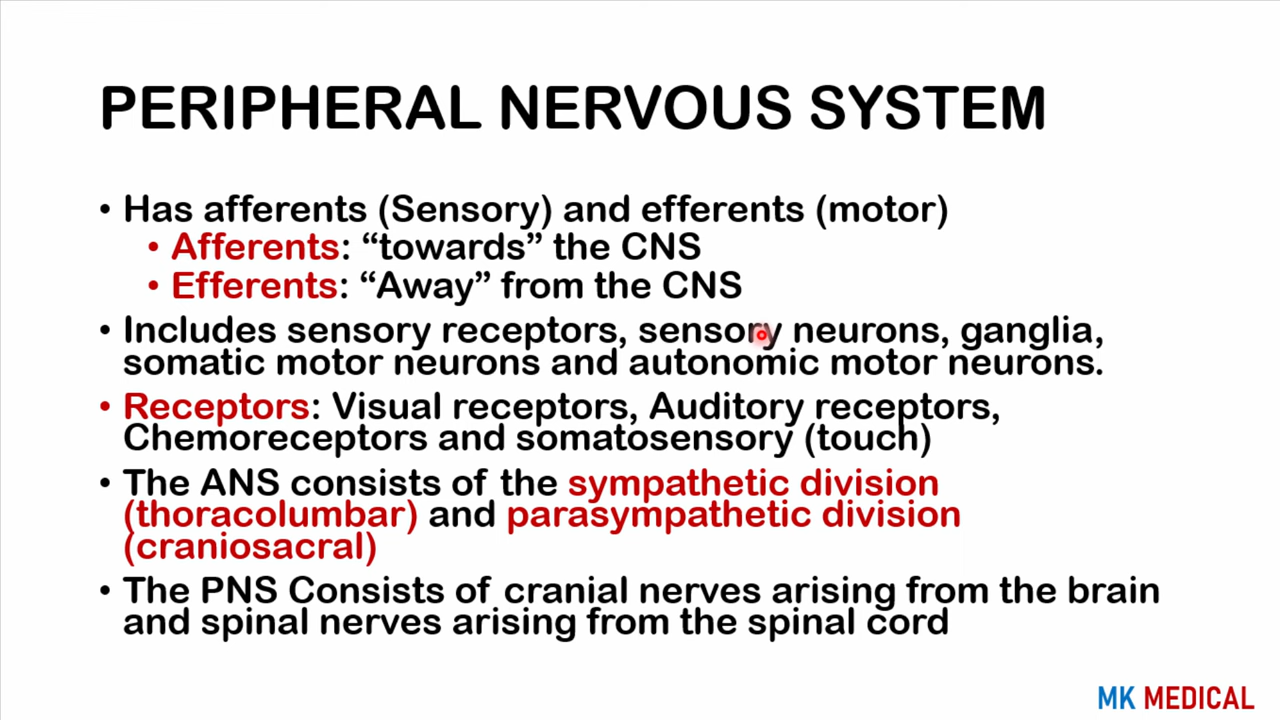 PERIPHERAL NERVOUS SYSTEM
• Has afferents (Sensory) and efferents (motor)
• Afferents: “towards” the CNS
• Efferents: “Away” from the CNS
• Includes sensory receptors, sensory neurons, ganglia,
somatic motor neurons and autonomic motor neurons.
• Receptors: Visual receptors, Auditory receptors,
Chemoreceptors and somatosensory (touch)
• The ANS consists of the sympathetic division
(thoracolumbar) and parasympathetic division
(craniosacral)
• The PNS Consists of cranial nerves arising from the brain
and spinal nerves arising from the spinal cord
MK MEDICAL